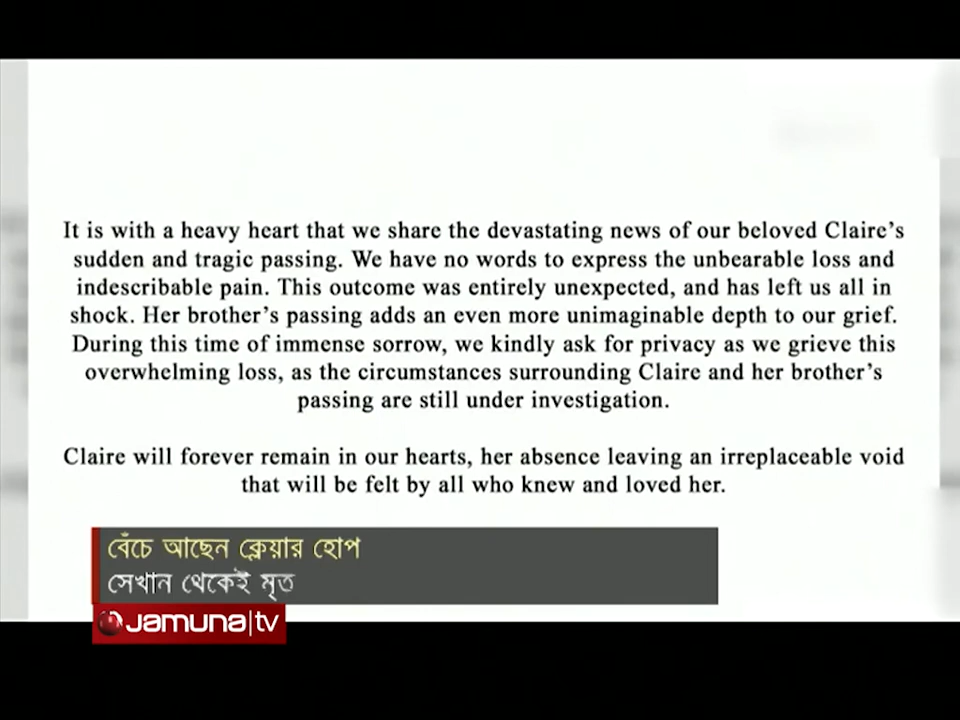 It is with a heavy heart that we share the devastating news of our beloved Claire's
sudden and tragic passing. We have no words to express the unbearable loss and
indescribable pain. This outcome was entirely unexpected, and has left us all in
shock. Her brother's passing adds an even more unimaginable depth to our grief.
During this time of immense sorrow, we kindly ask for privacy as we grieve this
overwhelming loss, as the circumstances surrounding Claire and her brother's
passing are still under investigation.
Claire will forever remain in our hearts, her absence leaving an irreplaceable void
that will be felt by all who knew and loved her.
বেঁচে আছেন ক্লেয়ার হোপ
সেখান থেকেই মৃত
Jamuna|tv